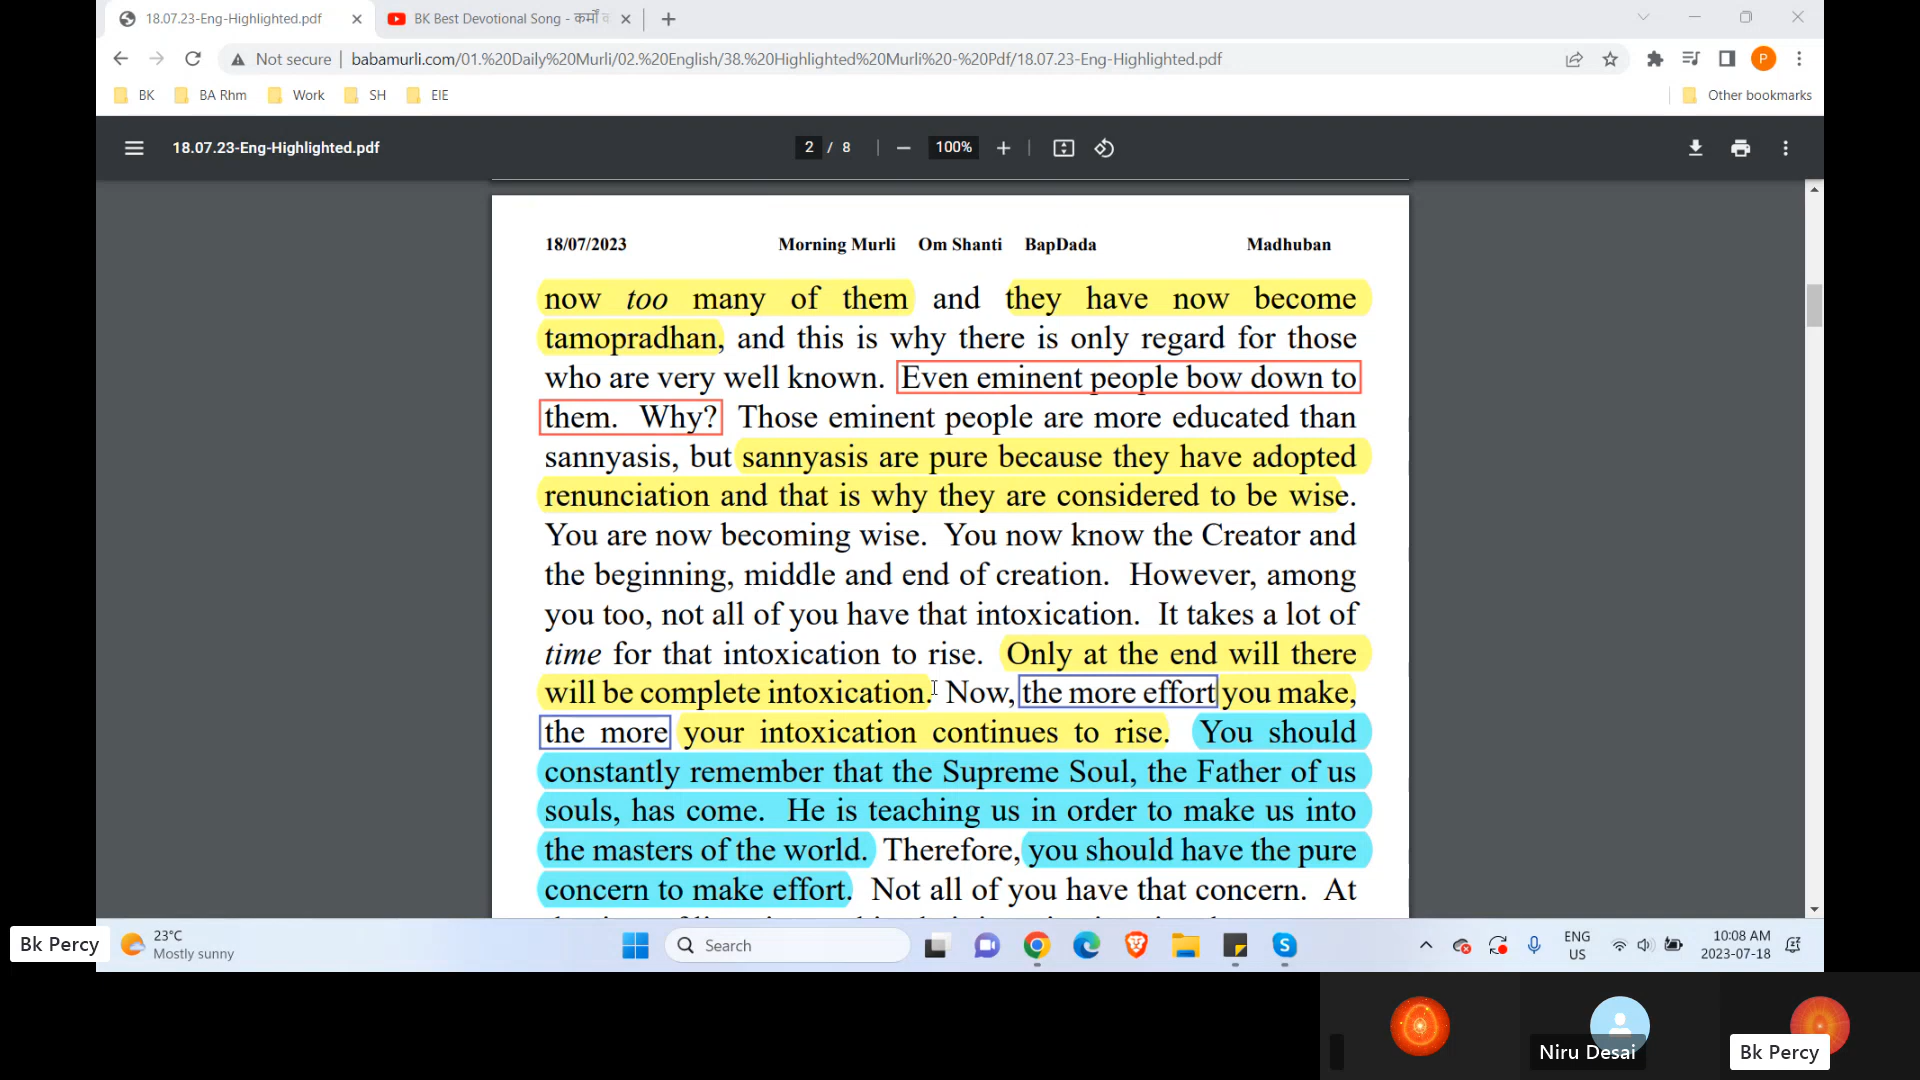 18.07.23-Eng-Highlighted.pdf
BK Best Devotional Song - कर्मों
Not secure
babamurli.com/01.%20Daily%20Murli/02.%20English/38.%20Highlighted%20Murli%20-%20Pdf/18.07.23-Eng-Highlighted.pdf
P
BK
BA Rhm
Work
SH
EIE
Other bookmarks
18.07.23-Eng-Highlighted.pdf
2 / 8
100%
18/07/2023 Morning Murli Om Shanti BapDada Madhuban
now too many of them and they have now become
tamopradhan, and this is why there is only regard for those
who are very well known. Even eminent people bow down to
them. Why? Those eminent people are more educated than
sannyasis, but sannyasis are pure because they have adopted
renunciation and that is why they are considered to be wise.
You are now becoming wise. You now know the Creator and
the beginning, middle and end of creation. However, among
you too, not all of you have that intoxication. It takes a lot of
time for that intoxication to rise. Only at the end will there
will be complete intoxication. Now, the more effort you make,
the more your intoxication continues to rise. You should
constantly remember that the Supreme Soul, the Father of us
souls, has come. He is teaching us in order to make us into
the masters of the world. Therefore, you should have the pure
concern to make effort. Not all of you have that concern. At
Bk Percy
23°C
Mostly sunny
Search
ENG
US
10:08 AM
2023-07-18
Niru Desai
Bk Percy